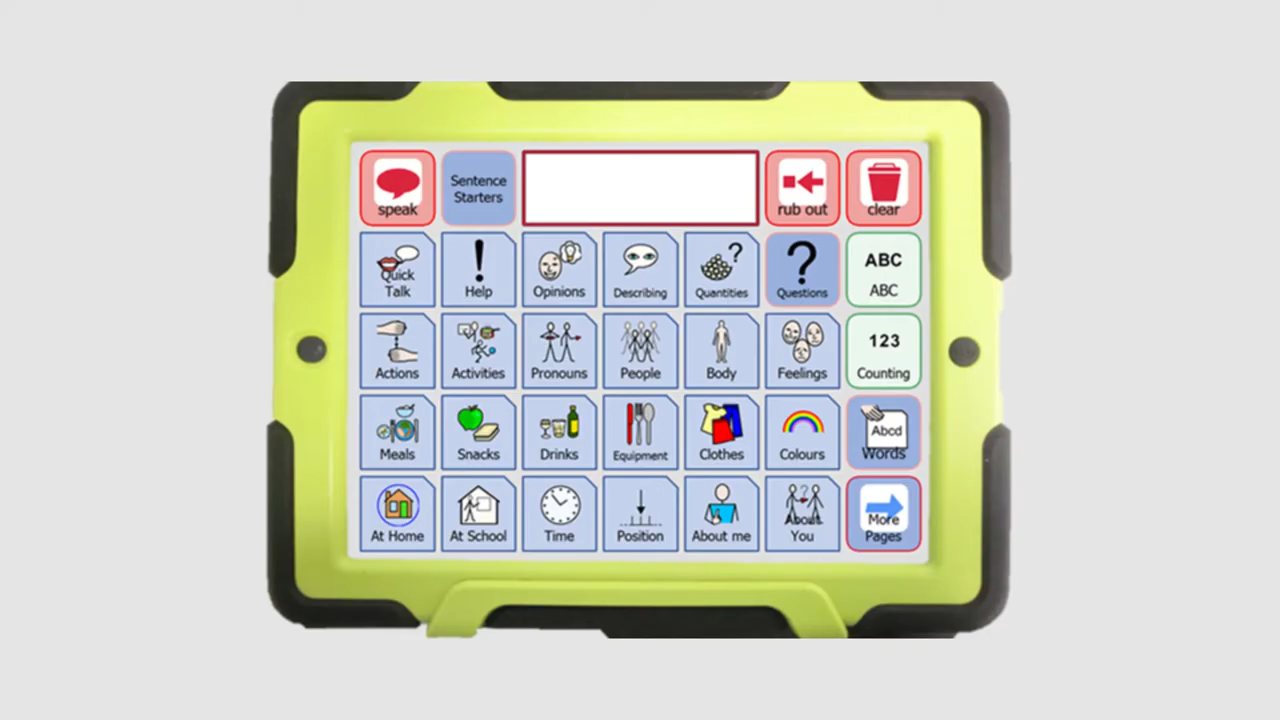 speak
Sentence
Starters
rub out
clear
Quick
Talk
Help
Opinions
Describing
Quantities
Questions
ABC
ABC
Actions
Activities
Pronouns
People
Body
Feelings
123
Counting
Meals
Snacks
Drinks
Equipment
Clothes
Colours
Abcd
Words
At Home
At School
Time
Position
About me
About
You
More
Pages